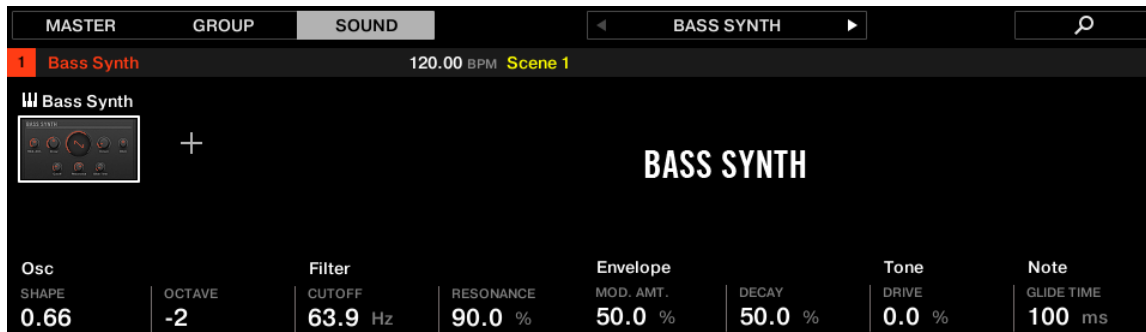 MASTER GROUP SOUND BASS SYNTH
1 Bass Synth 120.00 BPM Scene 1
Bass Synth
BASS SYNTH
BASS SYNTH
Osc Filter Envelope Tone Note
SHAPE OCTAVE CUTOFF RESONANCE MOD. AMT. DECAY DRIVE GLIDE TIME
0.66 -2 63.9 Hz 90.0 % 50.0 % 50.0 % 0.0 % 100 ms